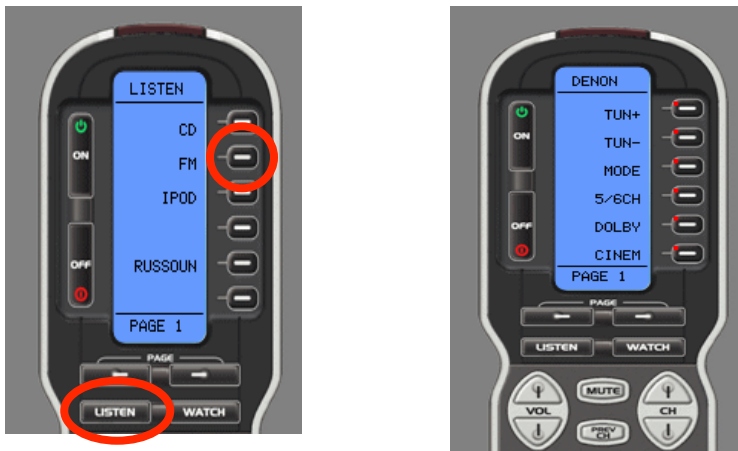 LISTEN
CD
ON
FM
IPOD
OFF
RUSSOUN
PAGE 1
PAGE
LISTEN WATCH
DENON
TUN+
ON
TUN-
MODE
5/6CH
OFF
DOLBY
CINEM
PAGE 1
PAGE
LISTEN WATCH
MUTE
VOL
CH
PREV
CH